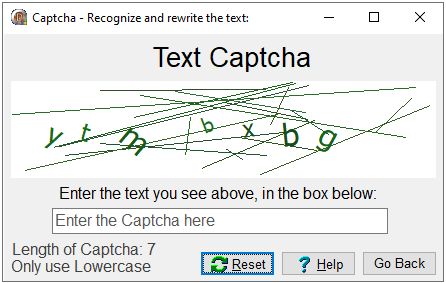 Captcha - Recognize and rewrite the text:
Text Captcha
y t m b x b g
Enter the text you see above, in the box below:
Enter the Captcha here
Length of Captcha: 7
Only use Lowercase
Reset Help Go Back